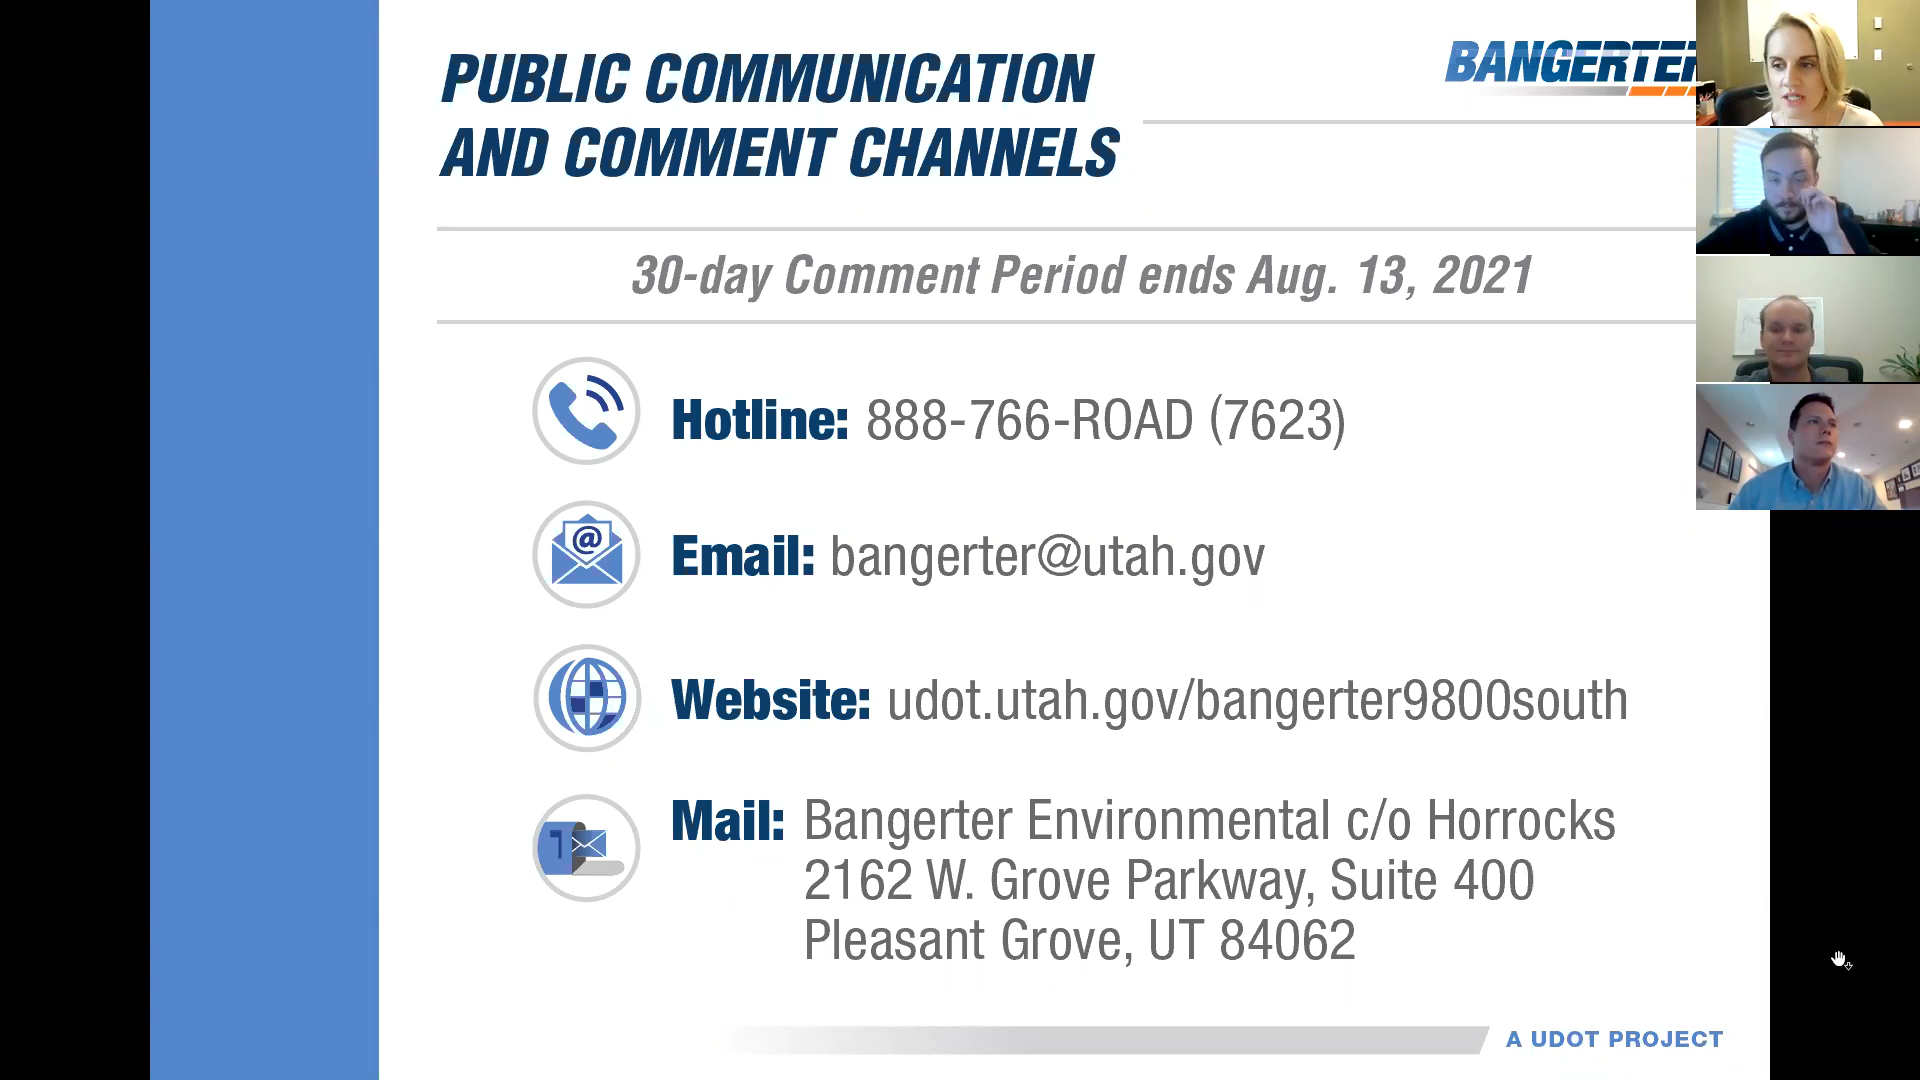 PUBLIC COMMUNICATION
AND COMMENT CHANNELS
BANGERTER
30-day Comment Period ends Aug. 13, 2021
Hotline: 888-766-ROAD (7623)
@
Email: bangerter@utah.gov
Website: udot.utah.gov/bangerter9800south
Mail: Bangerter Environmental c/o Horrocks
2162 W. Grove Parkway, Suite 400
Pleasant Grove, UT 84062
A UDOT PROJECT